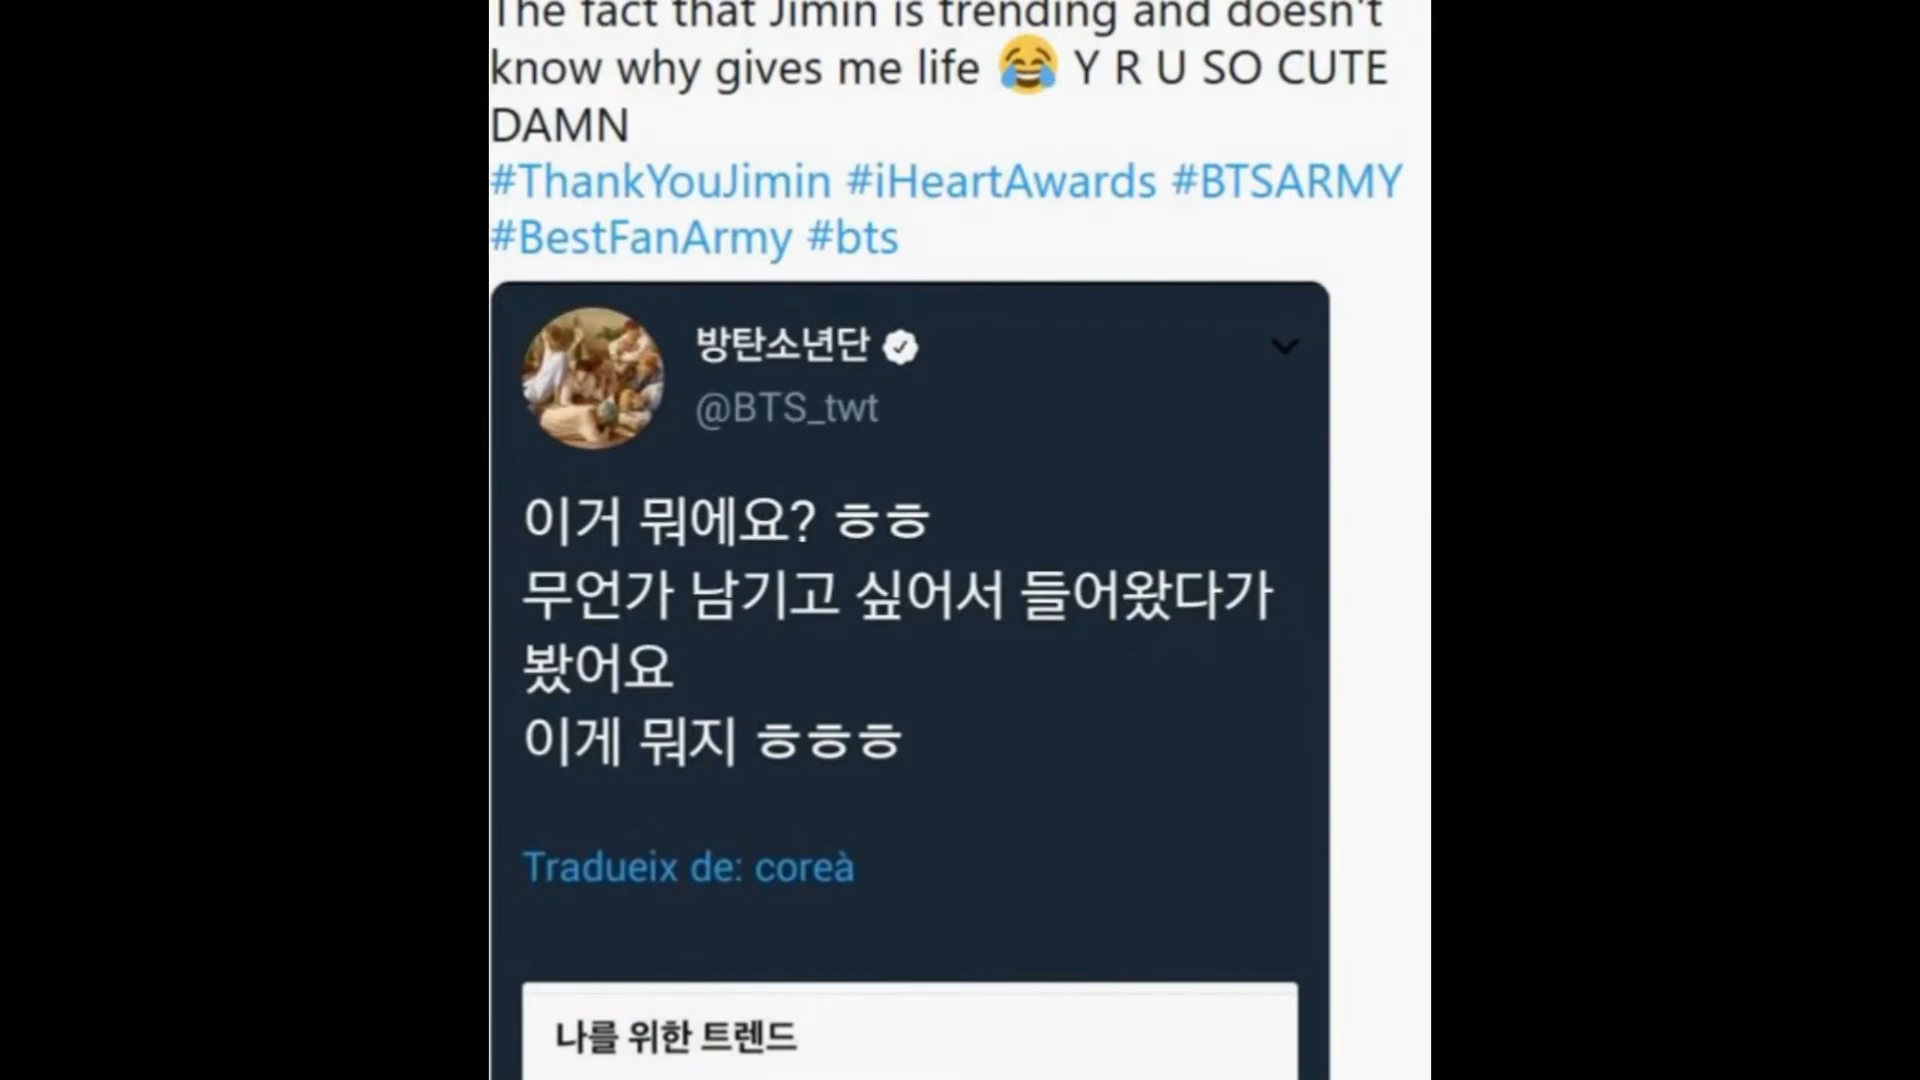 The fact that Jimin is trending and doesn't
know why gives me life 😂 Y R U SO CUTE
DAMN
#ThankYouJimin #iHeartAwards #BTSARMY
#BestFanArmy #bts
방탄소년단
@BTS_twt
이거 뭐에요? ㅎㅎ
무언가 남기고 싶어서 들어왔다가
봤어요
이게 뭐지 ㅎㅎㅎ
Tradueix de: coreà
나를 위한 트렌드